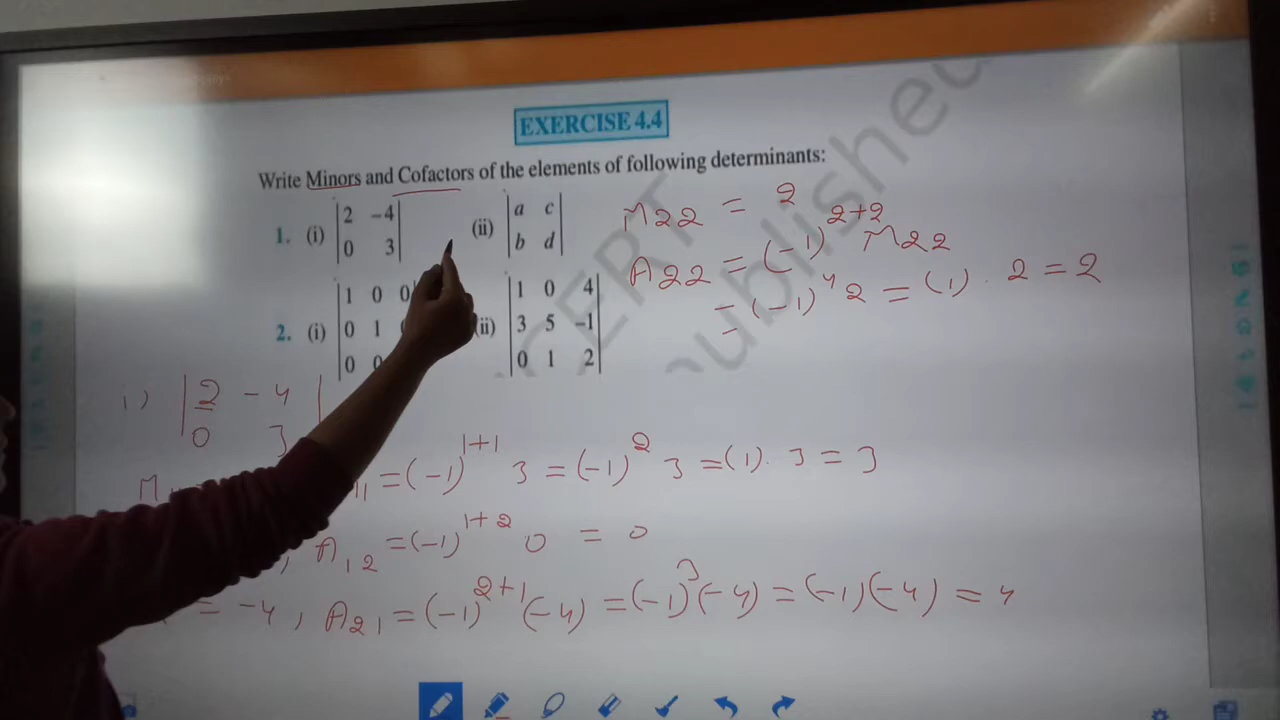 EXERCISE 4.4
Write Minors and Cofactors of the elements of following determinants:
1. (i) |2 -4| (ii) |a c|
|0 3| |b d|
2. (i) |1 0 0 (ii) |1 0 4|
|0 1 |3 5 -1|
|0 0 |0 1 2|
M22 = 2
A22 = (-1)^2+2 M22
= (-1)^4 2 = (1) . 2 = 2
i) |2 -4|
0 3
= (-1)^1+1 3 = (-1)^2 3 = (1). 3 = 3
, A12 = (-1)^1+2 0 = 0
= -4, A21 = (-1)^2+1 (-4) = (-1)^3 (-4) = (-1)(-4) = 4